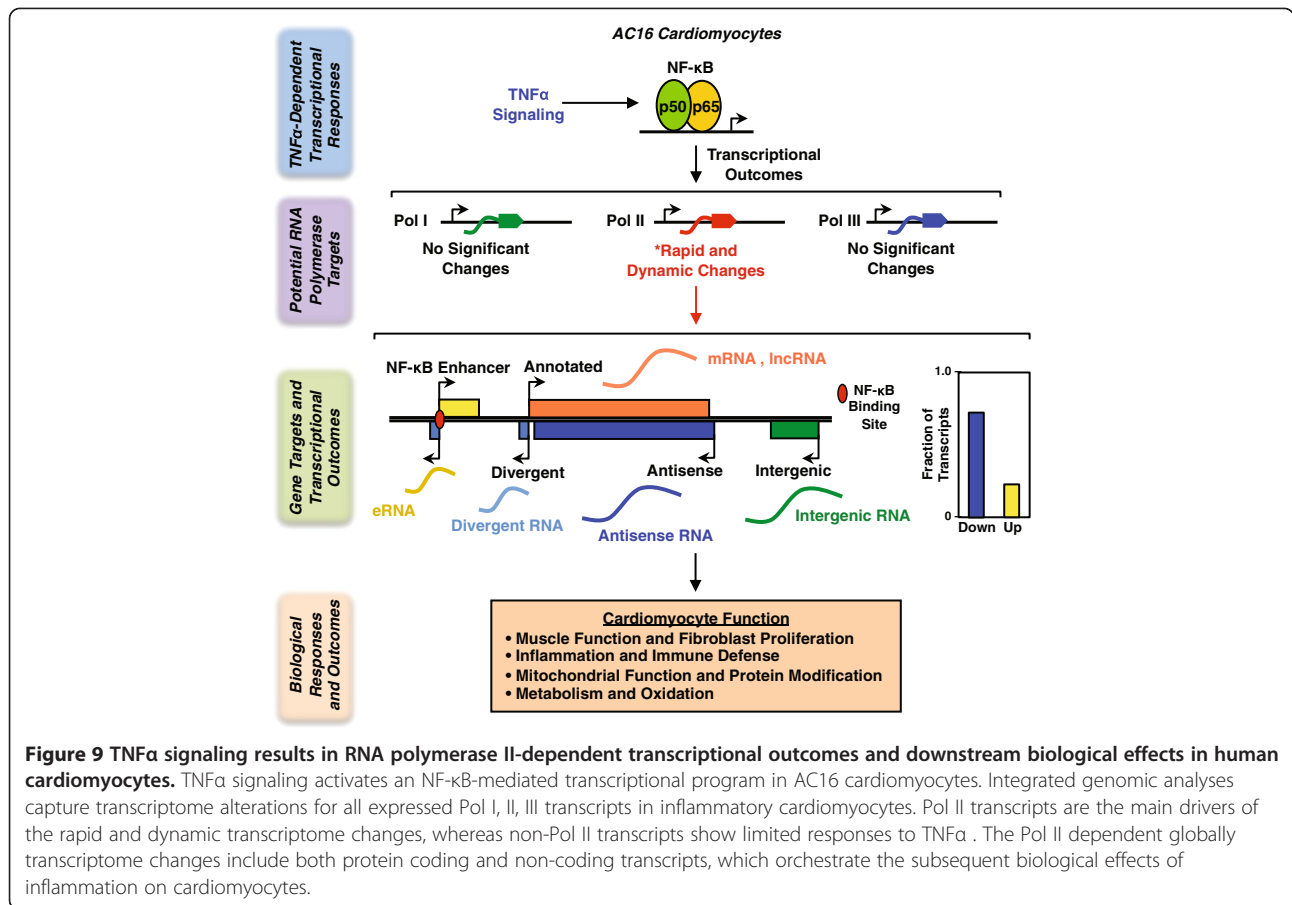 AC16 Cardiomyocytes
TNFα-Dependent
Transcriptional
Responses
NF-κB
TNFα
Signaling
p50
p65
Transcriptional
Outcomes
Potential RNA
Polymerase
Targets
Pol I
No Significant
Changes
Pol II
*Rapid and
Dynamic Changes
Pol III
No Significant
Changes
Gene Targets and
Transcriptional
Outcomes
mRNA , lncRNA
NF-κB Enhancer
Annotated
NF-κB
Binding
Site
Divergent
Antisense
Intergenic
eRNA
Divergent RNA
Antisense RNA
Intergenic RNA
Fraction of
Transcripts
1.0
0
Down Up
Biological
Responses
and Outcomes
Cardiomyocyte Function
• Muscle Function and Fibroblast Proliferation
• Inflammation and Immune Defense
• Mitochondrial Function and Protein Modification
• Metabolism and Oxidation
Figure 9 TNFα signaling results in RNA polymerase II-dependent transcriptional outcomes and downstream biological effects in human
cardiomyocytes. TNFα signaling activates an NF-κB-mediated transcriptional program in AC16 cardiomyocytes. Integrated genomic analyses
capture transcriptome alterations for all expressed Pol I, II, III transcripts in inflammatory cardiomyocytes. Pol II transcripts are the main drivers of
the rapid and dynamic transcriptome changes, whereas non-Pol II transcripts show limited responses to TNFα . The Pol II dependent globally
transcriptome changes include both protein coding and non-coding transcripts, which orchestrate the subsequent biological effects of
inflammation on cardiomyocytes.